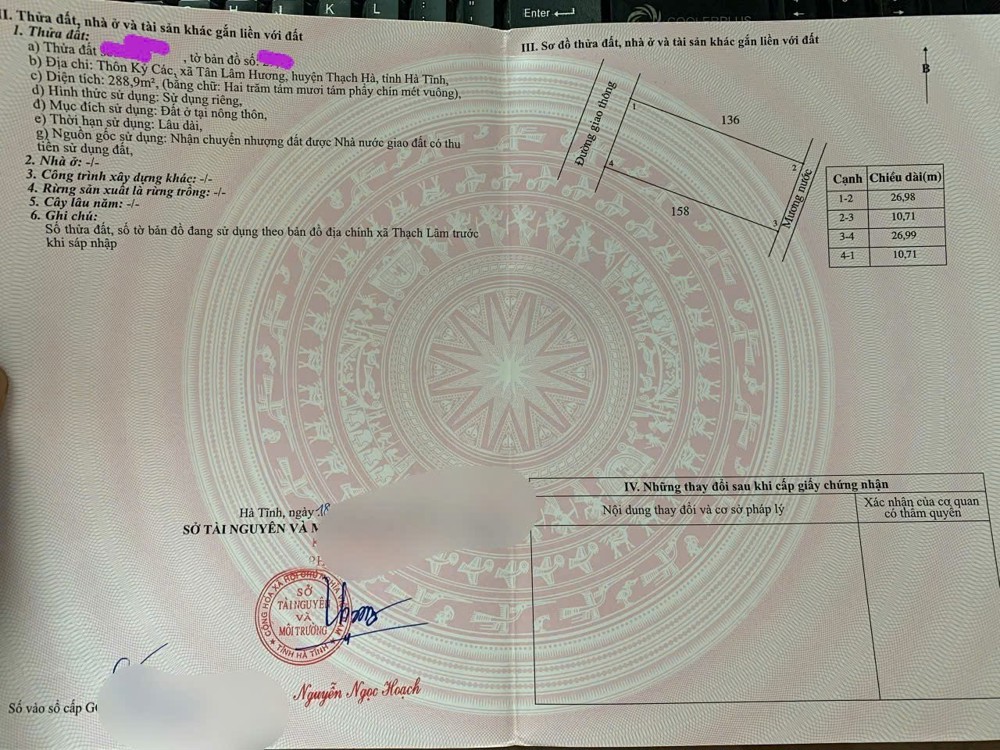 K
L
Enter
II. Thửa đất, nhà ở và tài sản khác gắn liền với đất
1. Thửa đất:
a) Thửa đất , tờ bản đồ số:
b) Địa chỉ: Thôn Kỳ Các, xã Tân Lâm Hương, huyện Thạch Hà, tỉnh Hà Tĩnh,
c) Diện tích: 288,9m², (bằng chữ: Hai trăm tám mươi tám phẩy chín mét vuông),
d) Hình thức sử dụng: Sử dụng riêng,
đ) Mục đích sử dụng: Đất ở tại nông thôn,
e) Thời hạn sử dụng: Lâu dài,
g) Nguồn gốc sử dụng: Nhận chuyển nhượng đất được Nhà nước giao đất có thu
tiền sử dụng đất,
2. Nhà ở: -/-
3. Công trình xây dựng khác: -/-
4. Rừng sản xuất là rừng trồng: -/-
5. Cây lâu năm: -/-
6. Ghi chú:
Số thửa đất, số tờ bản đồ đang sử dụng theo bản đồ địa chính xã Thạch Lâm trước
khi sáp nhập
Hà Tĩnh, ngày 18
SỞ TÀI NGUYÊN VÀ M
CỘNG HÒA XÃ HỘI CHỦ NGHĨA VIỆT NAM
SỞ
TÀI NGUYÊN
VÀ
MÔI TRƯỜNG
TỈNH HÀ TĨNH
Nguyễn Ngọc Hoạch
Số vào sổ cấp G
III. Sơ đồ thửa đất, nhà ở và tài sản khác gắn liền với đất
B
Đường giao thông
1
136
2
4
158
3
Mương nước
Cạnh Chiều dài(m)
1-2 26,98
2-3 10,71
3-4 26,99
4-1 10,71
IV. Những thay đổi sau khi cấp giấy chứng nhận
Nội dung thay đổi và cơ sở pháp lý
Xác nhận của cơ quan
có thẩm quyền